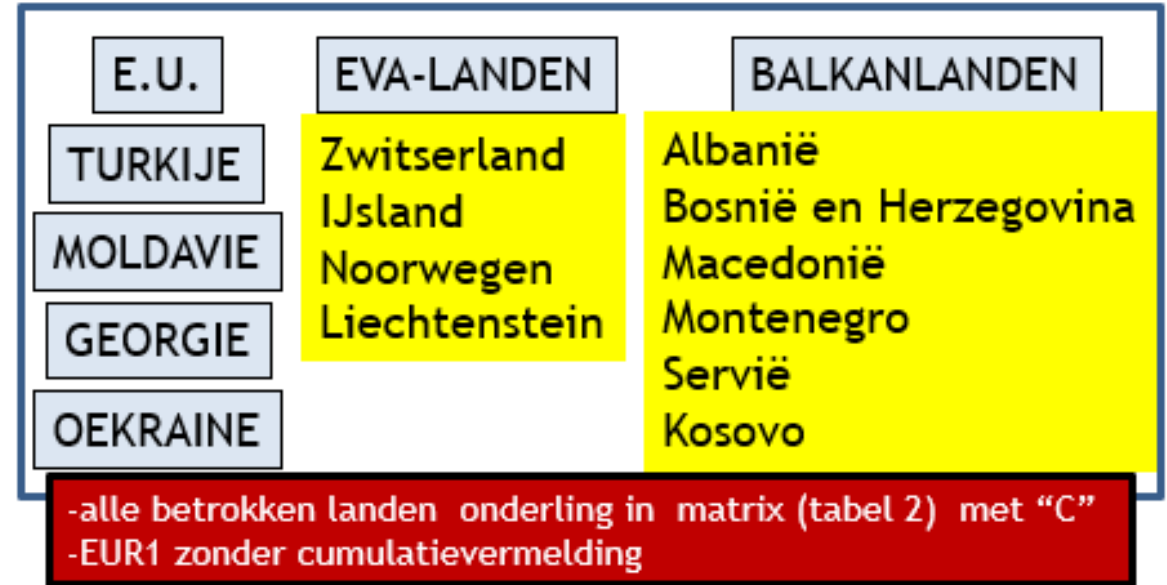 E.U.
TURKIJE
MOLDAVIE
GEORGIE
OEKRAINE
EVA-LANDEN
Zwitserland
IJsland
Noorwegen
Liechtenstein
BALKANLANDEN
Albanië
Bosnië en Herzegovina
Macedonië
Montenegro
Servië
Kosovo
-alle betrokken landen onderling in matrix (tabel 2) met “C”
-EUR1 zonder cumulatievermelding